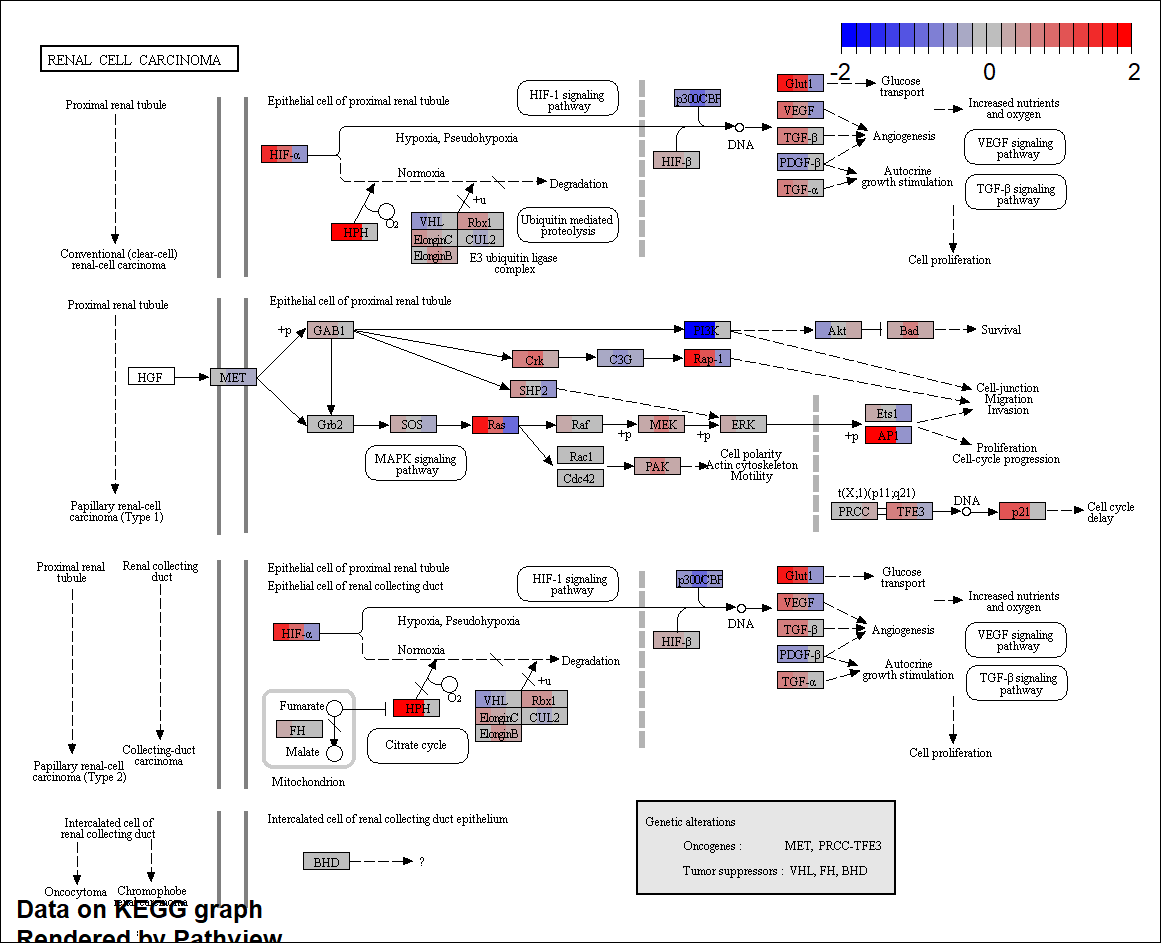 RENAL CELL CARCINOMA
-2 0 2
Proximal renal tubule
Epithelial cell of proximal renal tubule
HIF-1 signaling
pathway
p300/CBP
Glut1
Glucose
transport
VEGF
Increased nutrients
and oxygen
Hypoxia, Pseudohypoxia
DNA
TGF-β
Angiogenesis
VEGF signaling
pathway
HIF-α
HIF-β
PDGF-β
Normoxia
Degradation
Autocrine
growth stimulation
TGF-α
TGF-β signaling
pathway
+u
O2
HPH
VHL
Rbx1
ElonginC
CUL2
ElonginB
Ubiquitin mediated
proteolysis
E3 ubiquitin ligase
complex
Conventional (clear-cell)
renal-cell carcinoma
Cell proliferation
Proximal renal tubule
Epithelial cell of proximal renal tubule
+p
GAB1
PI3K
Akt
Bad
Survival
Crk
C3G
Rap-1
HGF
MET
SHP2
Cell-junction
Migration
Invasion
Grb2
SOS
Ras
Raf
+p
MEK
+p
ERK
+p
Ets1
AP1
Proliferation
Cell-cycle progression
MAPK signaling
pathway
Rac1
Cdc42
PAK
Cell polarity
Actin cytoskeleton
Motility
Papillary renal-cell
carcinoma (Type 1)
t(X;1)(p11;q21)
PRCC
TFE3
DNA
p21
Cell cycle
delay
Proximal renal
tubule
Renal collecting
duct
Epithelial cell of proximal renal tubule
Epithelial cell of renal collecting duct
HIF-1 signaling
pathway
p300/CBP
Glut1
Glucose
transport
VEGF
Increased nutrients
and oxygen
Hypoxia, Pseudohypoxia
DNA
TGF-β
Angiogenesis
VEGF signaling
pathway
HIF-α
HIF-β
PDGF-β
Normoxia
Degradation
Autocrine
growth stimulation
TGF-α
TGF-β signaling
pathway
+u
O2
HPH
VHL
Rbx1
ElonginC
CUL2
ElonginB
Fumarate
FH
Malate
Citrate cycle
Mitochondrion
Papillary renal-cell
carcinoma (Type 2)
Collecting-duct
carcinoma
Cell proliferation
Intercalated cell of
renal collecting duct
Intercalated cell of renal collecting duct epithelium
BHD
?
Genetic alterations
Oncogenes : MET, PRCC-TFE3
Tumor suppressors : VHL, FH, BHD
Oncocytoma
Chromophobe
renal carcinoma
Data on KEGG graph
Rendered by Pathview